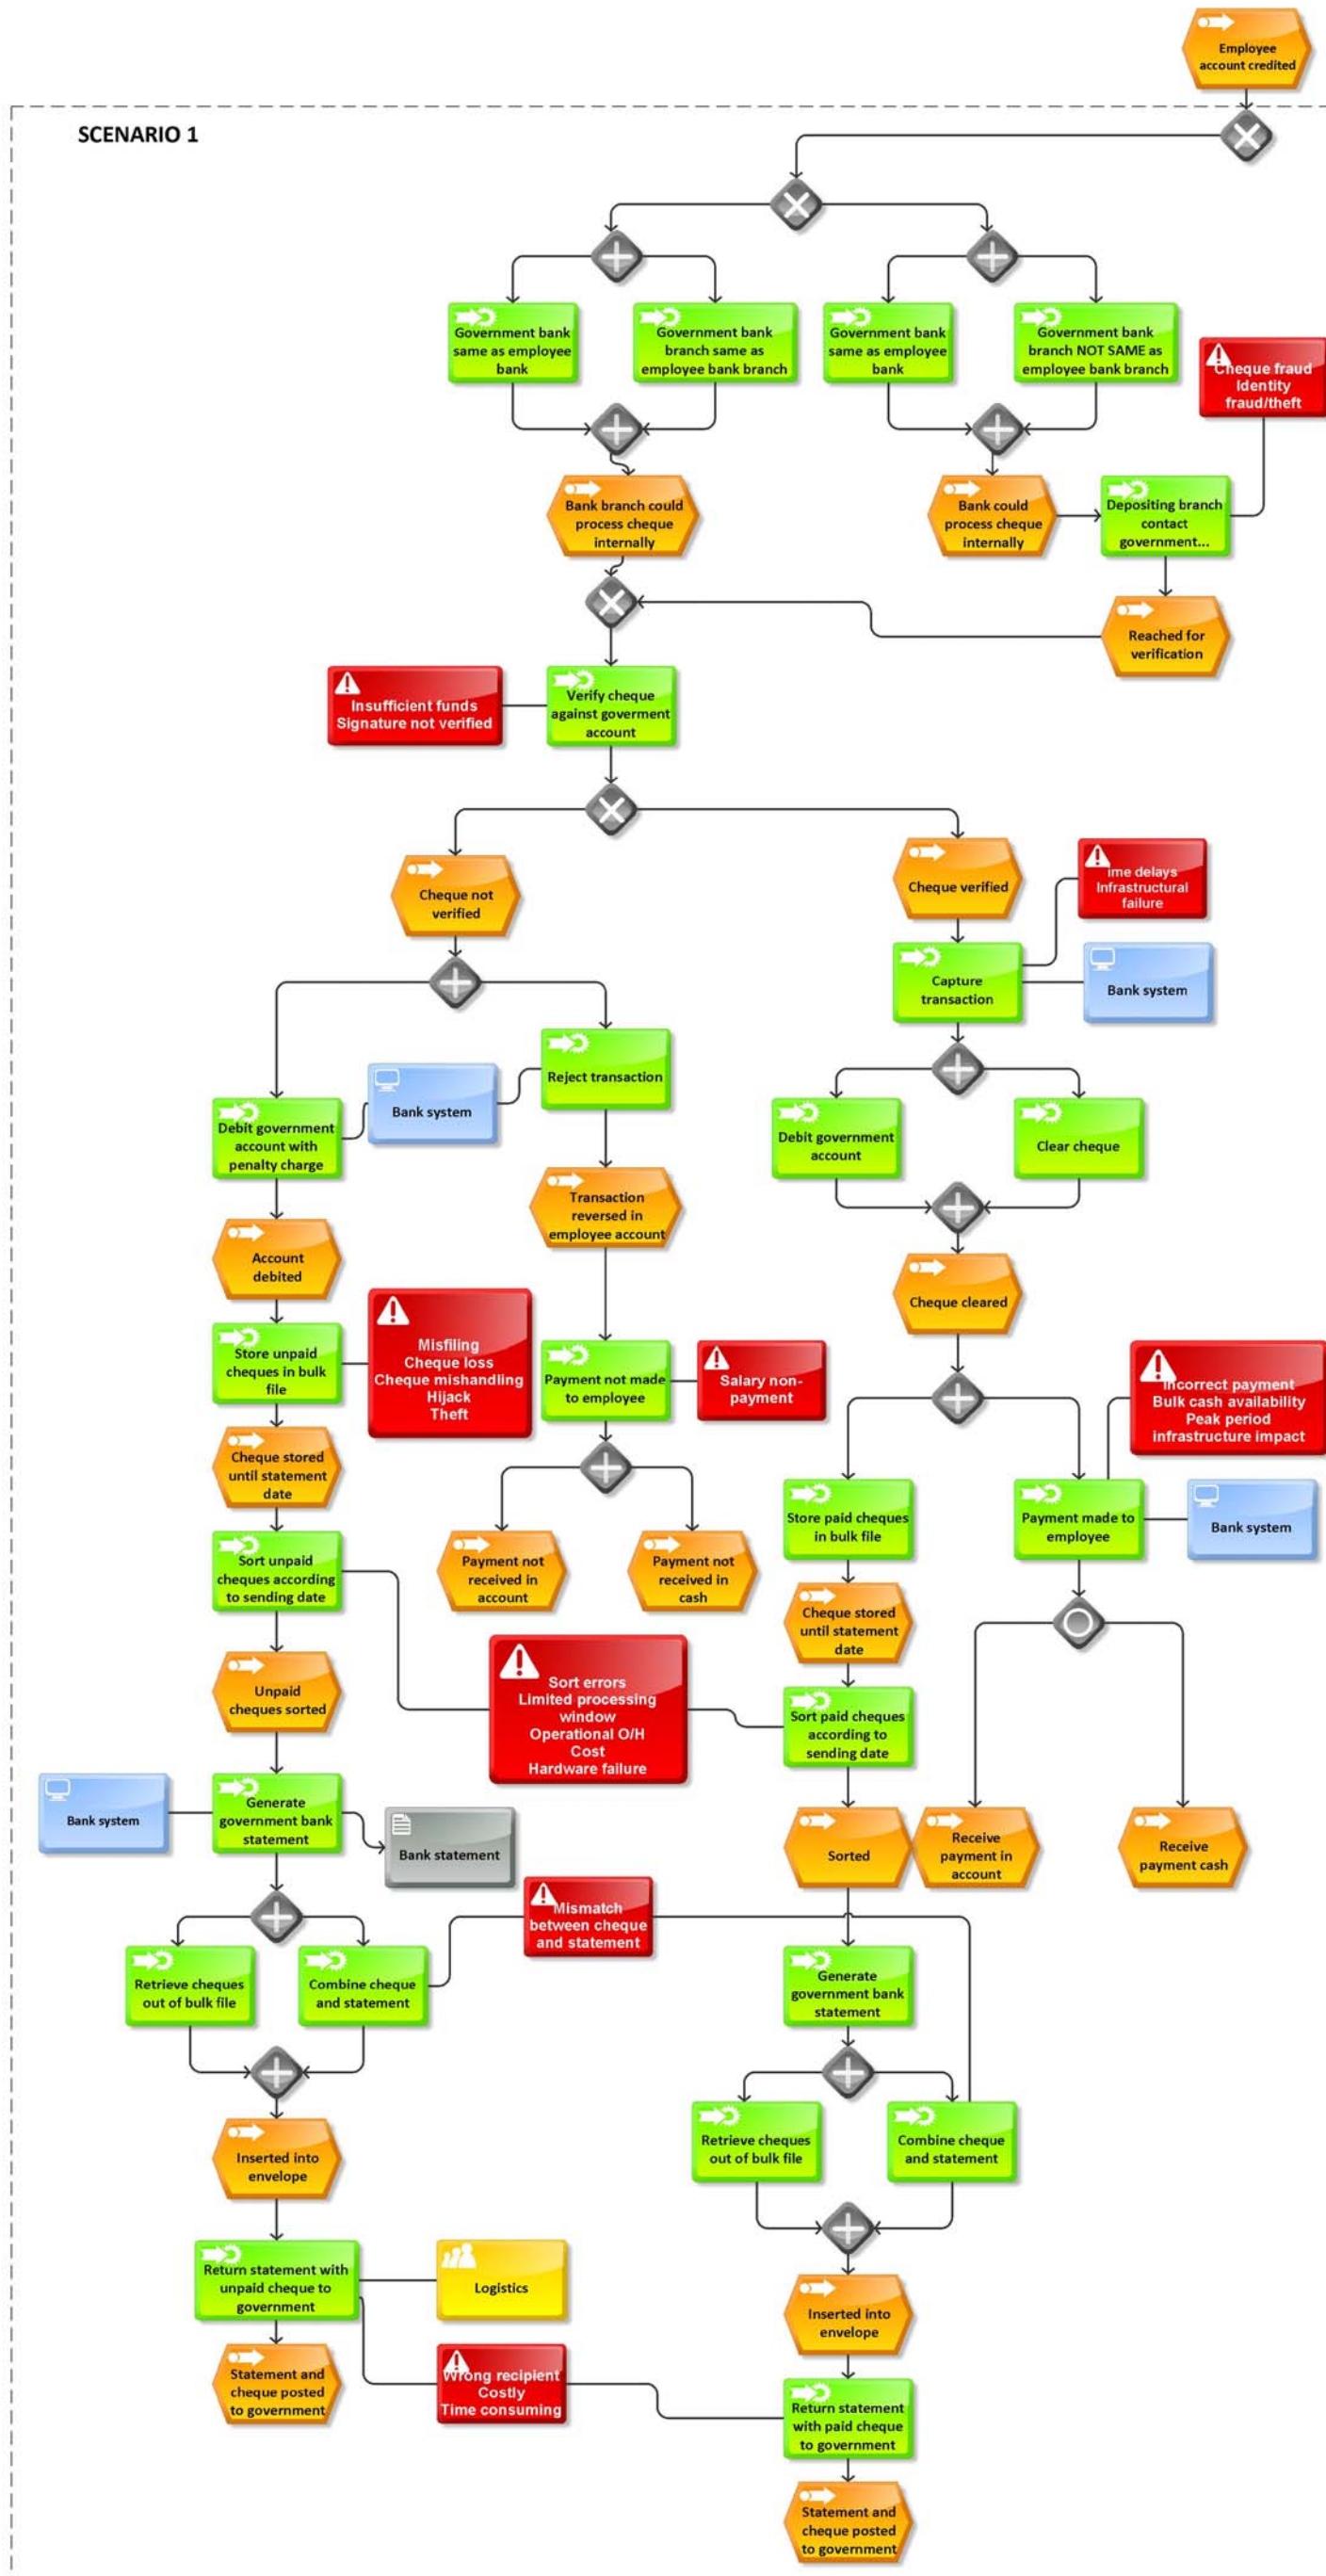 Employee
account credited
SCENARIO 1
Government bank
same as employee
bank
Government bank
branch same as
employee bank branch
Government bank
same as employee
bank
Government bank
branch NOT SAME as
employee bank branch
Cheque fraud
Identity
fraud/theft
Bank branch could
process cheque
internally
Bank could
process cheque
internally
Depositing branch
contact
government...
Reached for
verification
Insufficient funds
Signature not verified
Verify cheque
against goverment
account
Cheque not
verified
Cheque verified
ime delays
Infrastructural
failure
Capture
transaction
Bank system
Reject transaction
Bank system
Debit government
account with
penalty charge
Debit government
account
Clear cheque
Transaction
reversed in
employee account
Account
debited
Cheque cleared
Store unpaid
cheques in bulk
file
Misfiling
Cheque loss
Cheque mishandling
Hijack
Theft
Payment not made
to employee
Salary non-
payment
Incorrect payment
Bulk cash availability
Peak period
infrastructure impact
Cheque stored
until statement
date
Store paid cheques
in bulk file
Payment made to
employee
Bank system
Sort unpaid
cheques according
to sending date
Payment not
received in
account
Payment not
received in
cash
Cheque stored
until statement
date
Unpaid
cheques sorted
Sort errors
Limited processing
window
Operational O/H
Cost
Hardware failure
Sort paid cheques
according to
sending date
Bank system
Generate
government bank
statement
Bank statement
Sorted
Receive
payment in
account
Receive
payment cash
Mismatch
between cheque
and statement
Retrieve cheques
out of bulk file
Combine cheque
and statement
Generate
government bank
statement
Retrieve cheques
out of bulk file
Combine cheque
and statement
Inserted into
envelope
Return statement with
unpaid cheque to
government
Logistics
Inserted into
envelope
Statement and
cheque posted
to government
Wrong recipient
Costly
Time consuming
Return statement
with paid cheque
to government
Statement and
cheque posted
to government